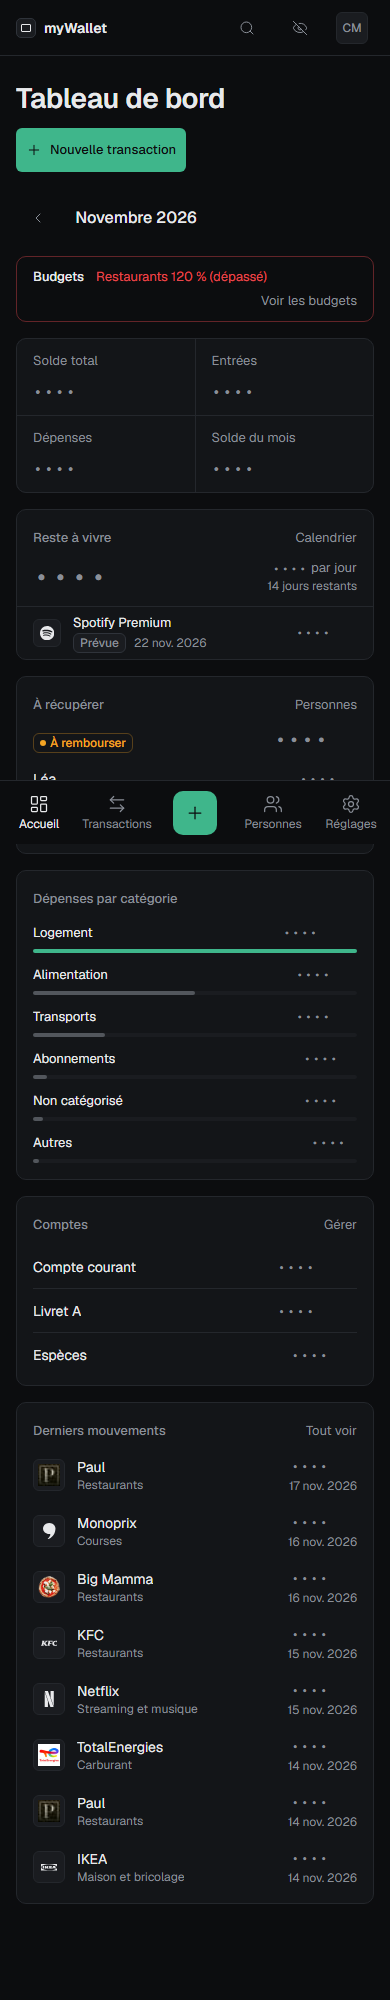 myWallet
CM
Tableau de bord
+ Nouvelle transaction
Novembre 2026
Budgets Restaurants 120 % (dépassé)
Voir les budgets
Solde total Entrées
•••• ••••
Dépenses Solde du mois
•••• ••••
Reste à vivre Calendrier
•••• •••• par jour
14 jours restants
Spotify Premium ••••
Prévue 22 nov. 2026
À récupérer Personnes
À rembourser ••••
Léa ••••
Accueil Transactions + Personnes Réglages
Dépenses par catégorie
Logement ••••
Alimentation ••••
Transports ••••
Abonnements ••••
Non catégorisé ••••
Autres ••••
Comptes Gérer
Compte courant ••••
Livret A ••••
Espèces ••••
Derniers mouvements Tout voir
P
Paul ••••
Restaurants 17 nov. 2026
Monoprix ••••
Courses 16 nov. 2026
Big Mamma ••••
Restaurants 16 nov. 2026
KFC
KFC ••••
Restaurants 15 nov. 2026
N
Netflix ••••
Streaming et musique 15 nov. 2026
TotalEnergies
TotalEnergies ••••
Carburant 14 nov. 2026
P
Paul ••••
Restaurants 14 nov. 2026
IKEA
IKEA ••••
Maison et bricolage 14 nov. 2026